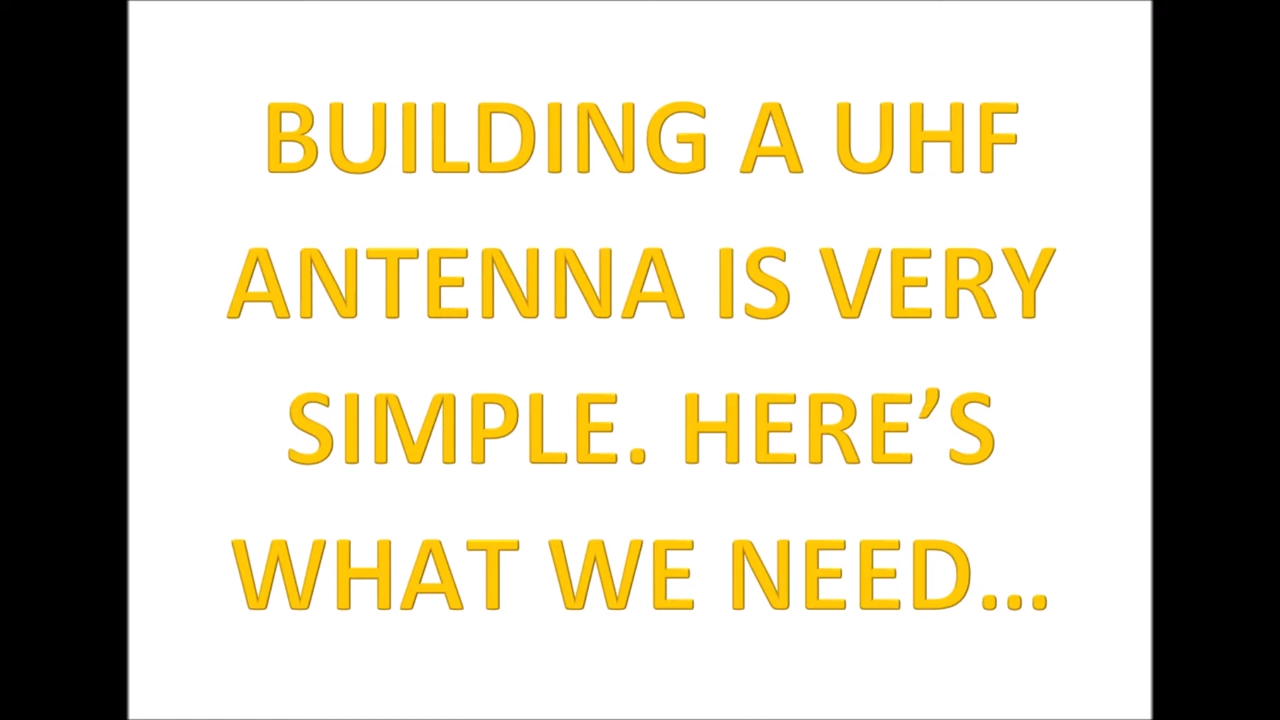 BUILDING A UHF
ANTENNA IS VERY
SIMPLE. HERE’S
WHAT WE NEED…